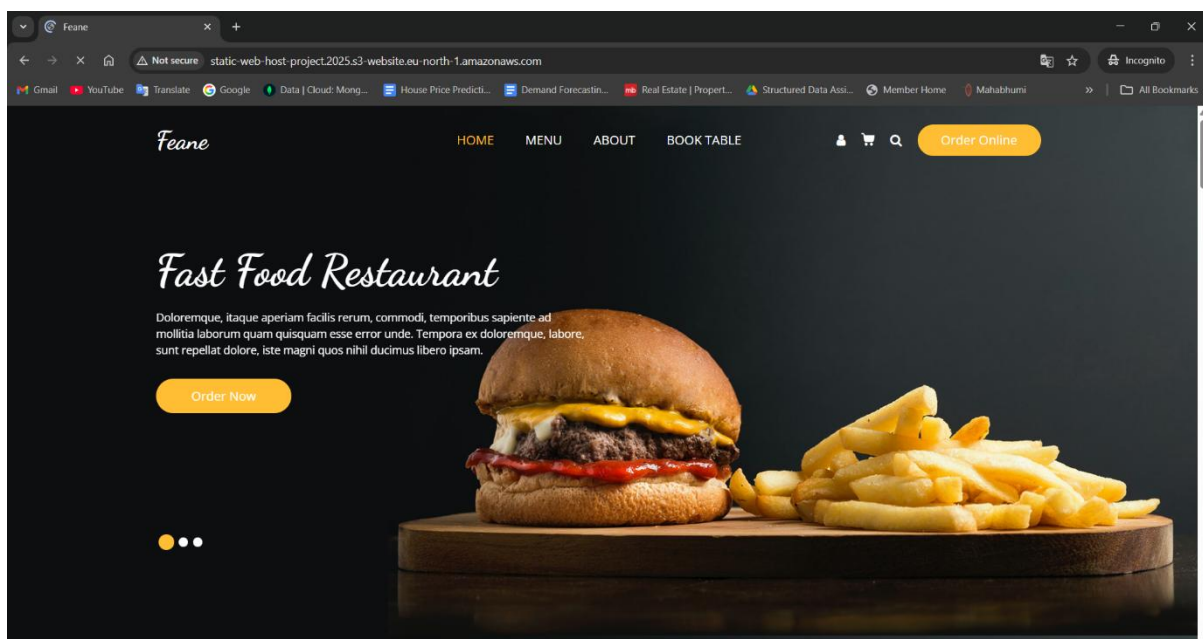 Feane
Not secure
static-web-host-project.2025.s3-website.eu-north-1.amazonaws.com
Incognito
Gmail
YouTube
Translate
Google
Data | Cloud: Mong...
House Price Predicti...
Demand Forecastin...
Real Estate | Propert...
Structured Data Assi...
Member Home
Mahabhumi
»
All Bookmarks
Feane
HOME
MENU
ABOUT
BOOK TABLE
Order Online
Fast Food Restaurant
Doloremque, itaque aperiam facilis rerum, commodi, temporibus sapiente ad
mollitia laborum quam quisquam esse error unde. Tempora ex doloremque, labore,
sunt repellat dolore, iste magni quos nihil ducimus libero ipsam.
Order Now